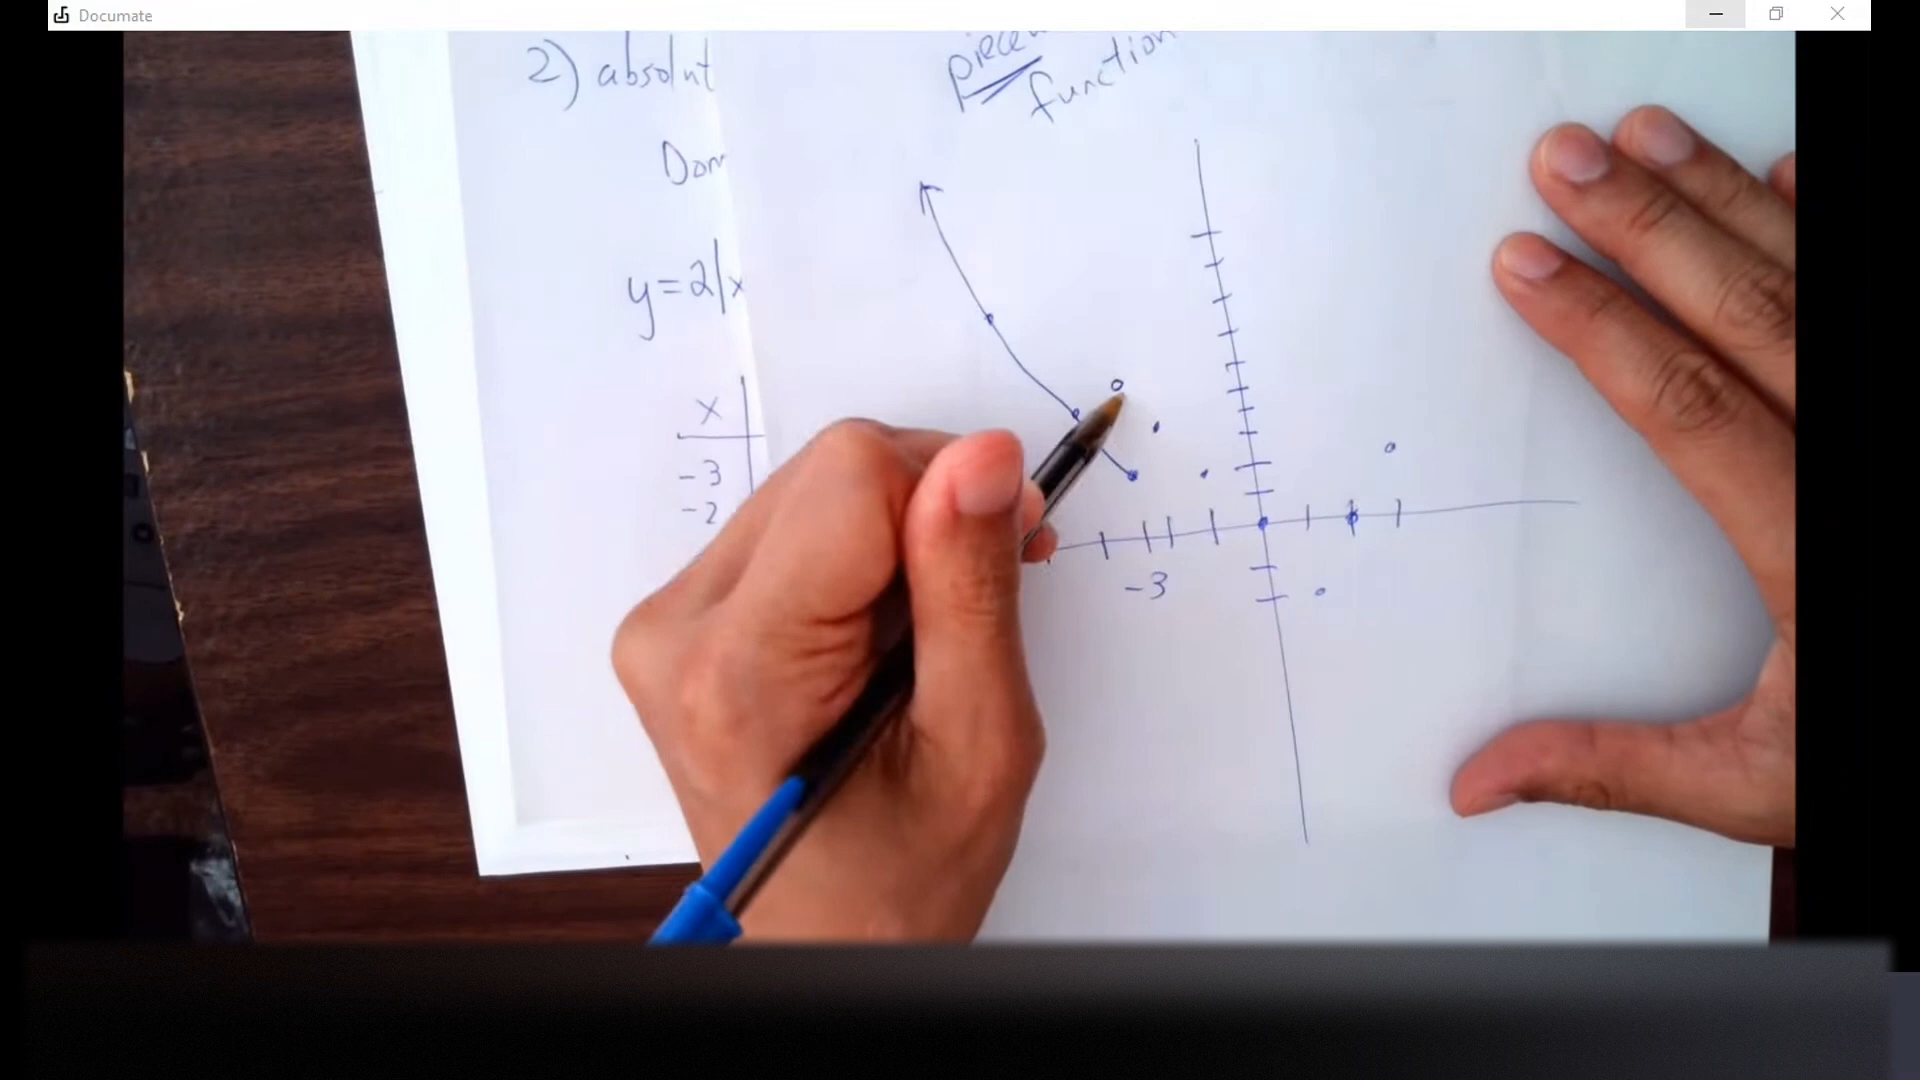 Documate
2) absolut
piece
function
Dom
y=2|x
x
-3
-2
-3